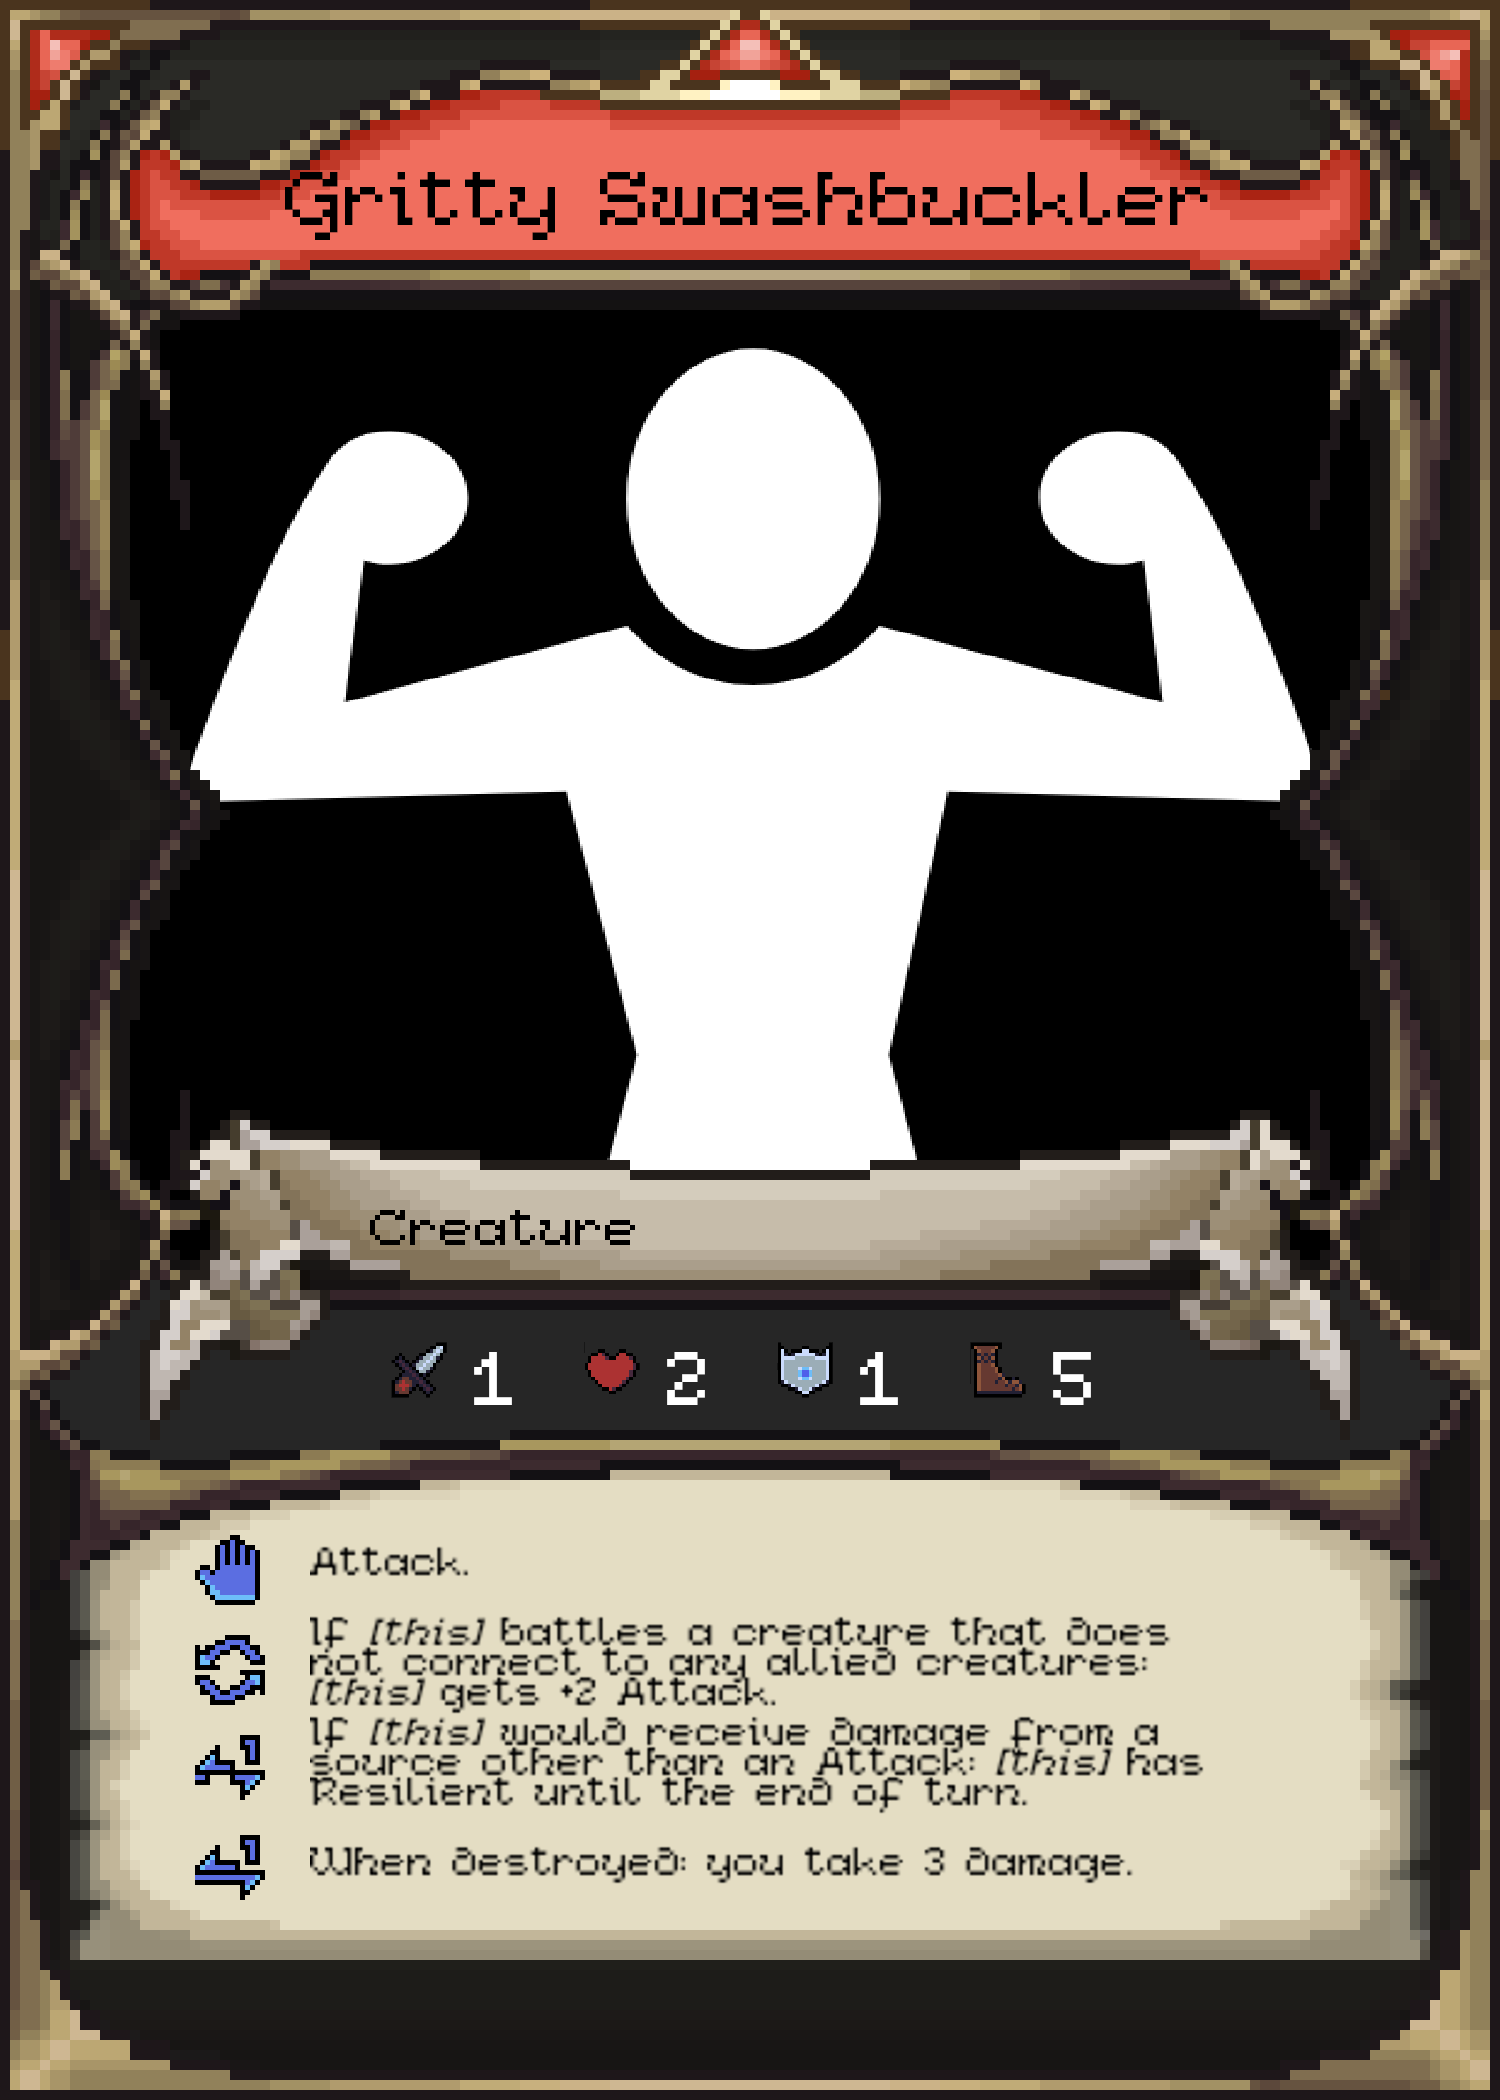 Gritty Swashbuckler
Creature
1 2 1 5
Attack.
If [this] battles a creature that does
not connect to any allied creatures:
[this] gets +2 Attack.
If [this] would receive damage from a
source other than an Attack: [this] has
Resilient until the end of turn.
When destroyed: you take 3 damage.